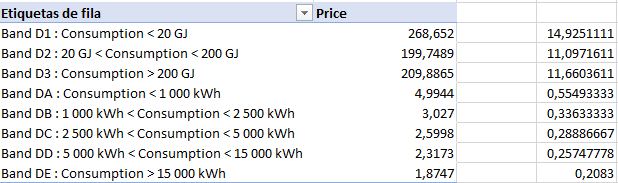 Etiquetas de fila Price
Band D1 : Consumption < 20 GJ 268,652 14,9251111
Band D2 : 20 GJ < Consumption < 200 GJ 199,7489 11,0971611
Band D3 : Consumption > 200 GJ 209,8865 11,6603611
Band DA : Consumption < 1 000 kWh 4,9944 0,55493333
Band DB : 1 000 kWh < Consumption < 2 500 kWh 3,027 0,33633333
Band DC : 2 500 kWh < Consumption < 5 000 kWh 2,5998 0,28886667
Band DD : 5 000 kWh < Consumption < 15 000 kWh 2,3173 0,25747778
Band DE : Consumption > 15 000 kWh 1,8747 0,2083